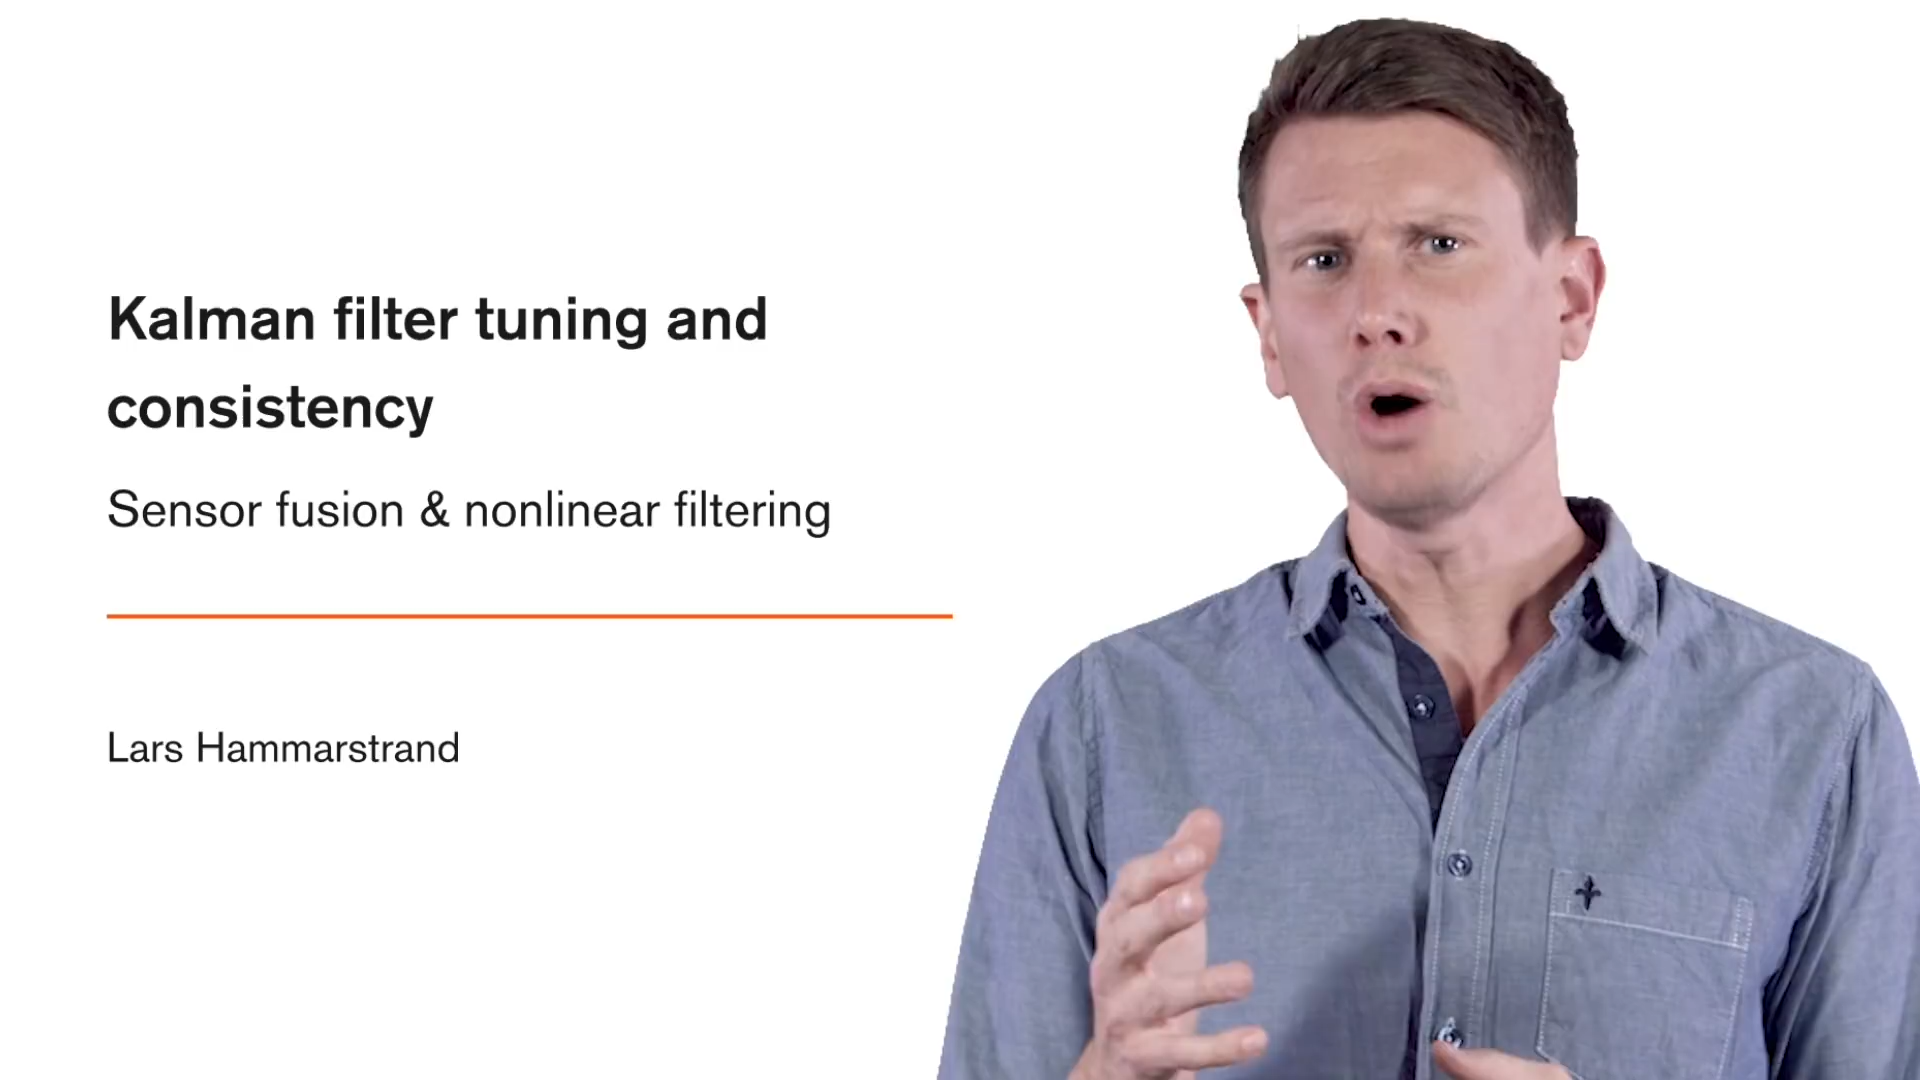 Kalman filter tuning and
consistency
Sensor fusion & nonlinear filtering
Lars Hammarstrand